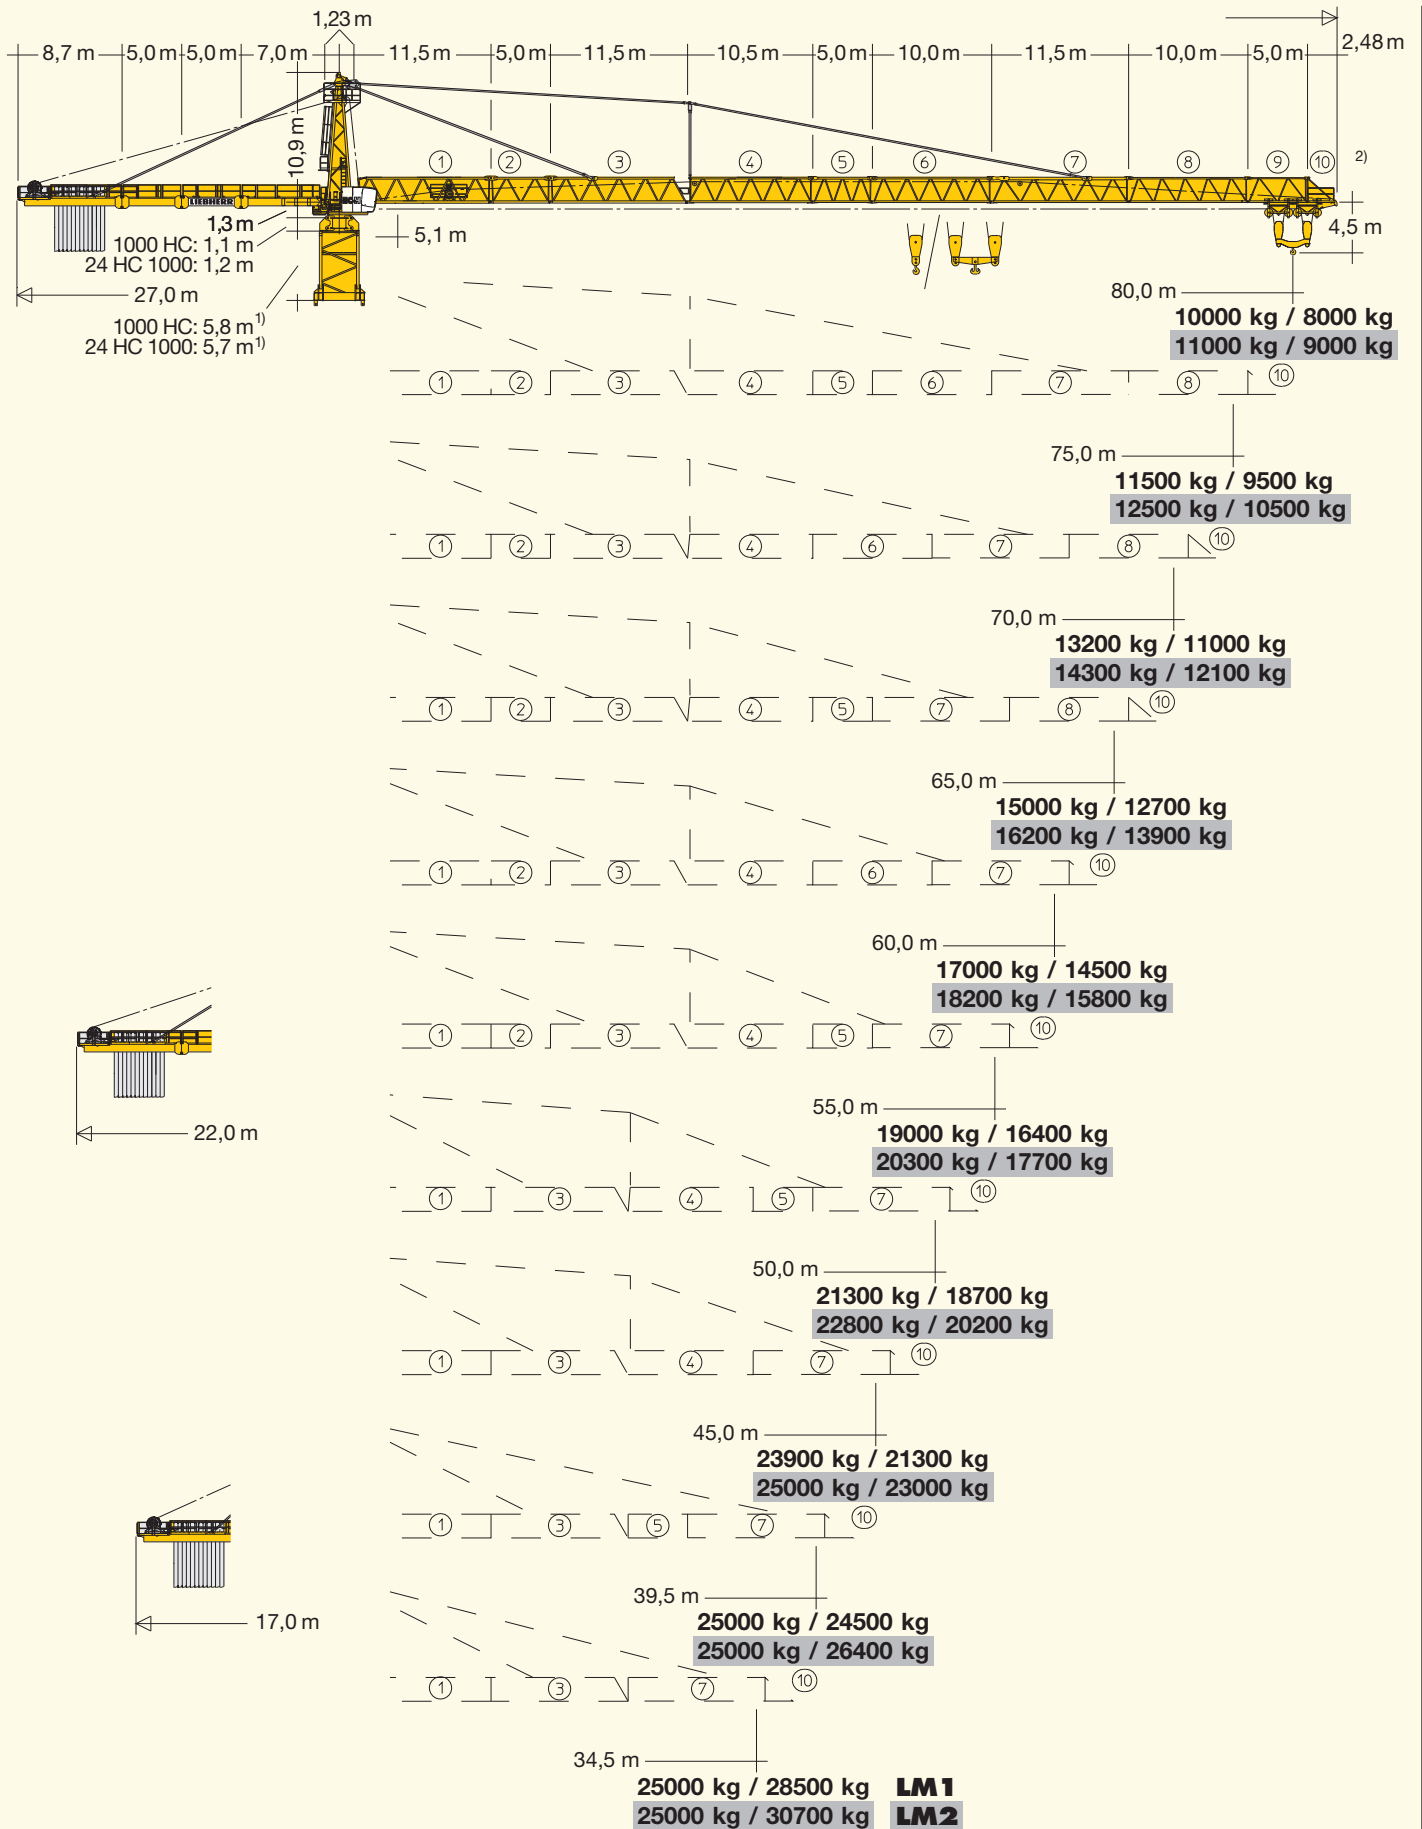 1,23 m
2,48 m
8,7 m 5,0 m 5,0 m 7,0 m 11,5 m 5,0 m 11,5 m 10,5 m 5,0 m 10,0 m 11,5 m 10,0 m 5,0 m
10,9 m
1 2 3 4 5 6 7 8 9 10 2)
LIEBHERR
1,3 m
1000 HC: 1,1 m
24 HC 1000: 1,2 m
5,1 m
4,5 m
27,0 m
1000 HC: 5,8 m1)
24 HC 1000: 5,7 m1)
80,0 m
10000 kg / 8000 kg
11000 kg / 9000 kg
1 2 3 4 5 6 7 8 10
75,0 m
11500 kg / 9500 kg
12500 kg / 10500 kg
1 2 3 4 6 7 8 10
70,0 m
13200 kg / 11000 kg
14300 kg / 12100 kg
1 2 3 4 5 7 8 10
65,0 m
15000 kg / 12700 kg
16200 kg / 13900 kg
1 2 3 4 6 7 10
60,0 m
17000 kg / 14500 kg
18200 kg / 15800 kg
1 2 3 4 5 7 10
22,0 m
55,0 m
19000 kg / 16400 kg
20300 kg / 17700 kg
1 3 4 5 7 10
50,0 m
21300 kg / 18700 kg
22800 kg / 20200 kg
1 3 4 7 10
45,0 m
23900 kg / 21300 kg
25000 kg / 23000 kg
1 3 5 7 10
17,0 m
39,5 m
25000 kg / 24500 kg
25000 kg / 26400 kg
1 3 7 10
34,5 m
25000 kg / 28500 kg LM1
25000 kg / 30700 kg LM2